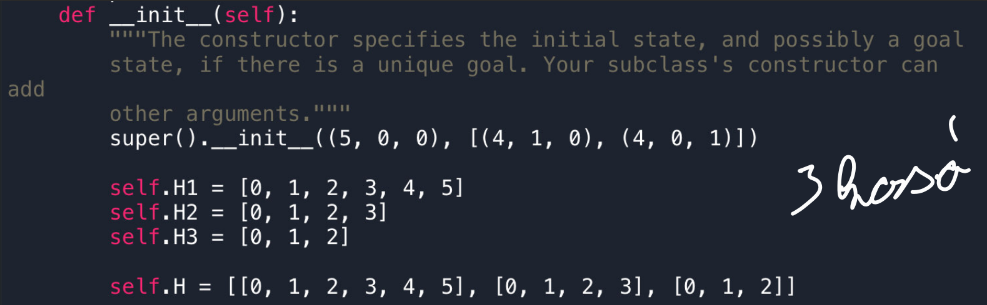 def __init__(self):
"""The constructor specifies the initial state, and possibly a goal
state, if there is a unique goal. Your subclass's constructor can
add
other arguments."""
super().__init__((5, 0, 0), [(4, 1, 0), (4, 0, 1)])
3 korsó
self.H1 = [0, 1, 2, 3, 4, 5]
self.H2 = [0, 1, 2, 3]
self.H3 = [0, 1, 2]
self.H = [[0, 1, 2, 3, 4, 5], [0, 1, 2, 3], [0, 1, 2]]